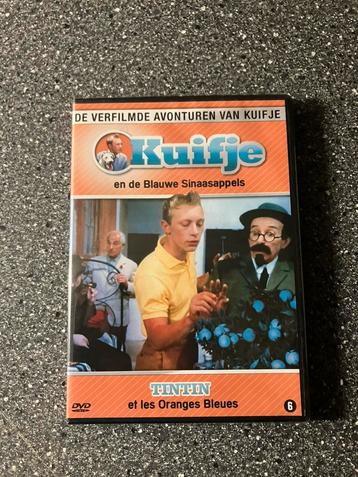 DE VERFILMDE AVONTUREN VAN KUIFJE
Kuifje
en de Blauwe Sinaasappels
TINTIN
et les Oranges Bleues
DVD
6